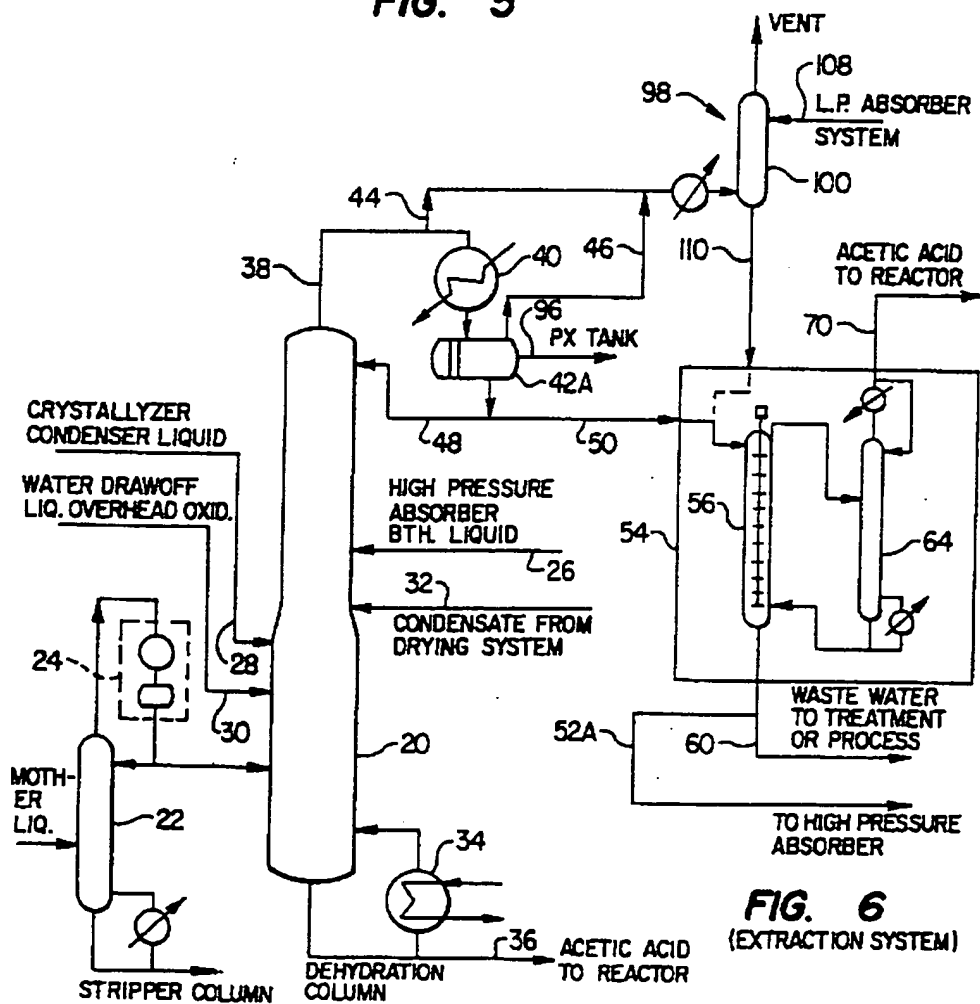 FIG. 5
VENT
108
98
L.P. ABSORBER
SYSTEM
100
44
46
110
ACETIC ACID
TO REACTOR
38
40
96
70
PX TANK
42A
CRYSTALLYZER
CONDENSER LIQUID
48
50
WATER DRAWOFF
LIQ. OVERHEAD OXID.
HIGH PRESSURE
ABSORBER
BTH. LIQUID
56
54
64
26
32
CONDENSATE FROM
DRYING SYSTEM
24
28
30
WASTE WATER
TO TREATMENT
OR PROCESS
52A
60
20
MOTH-
ER
LIQ.
22
34
TO HIGH PRESSURE
ABSORBER
FIG. 6
(EXTRACTION SYSTEM)
36
ACETIC ACID
TO REACTOR
DEHYDRATION
COLUMN
STRIPPER COLUMN